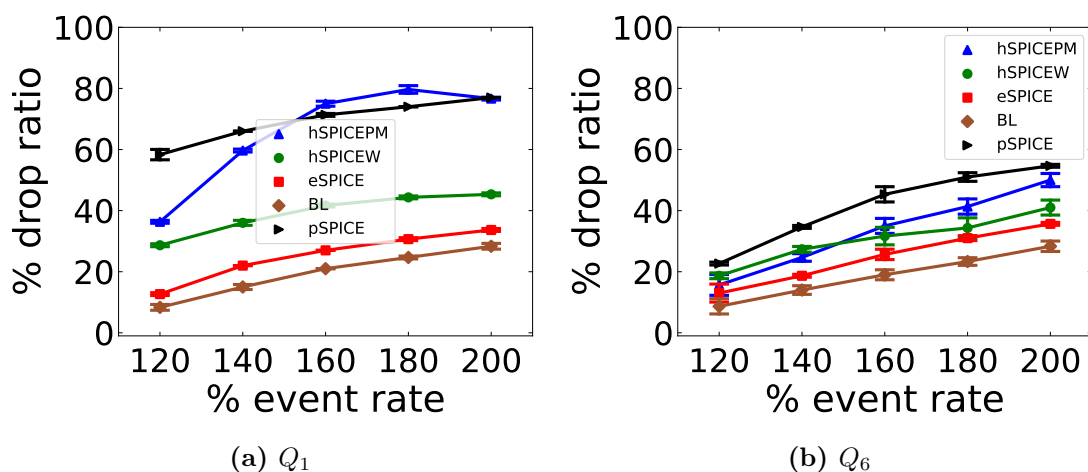 100
80
60
40
20
0
% drop ratio
hSPICEPM
hSPICEW
eSPICE
BL
pSPICE
120 140 160 180 200
% event rate
(a) Q1
100
80
60
40
20
0
% drop ratio
hSPICEPM
hSPICEW
eSPICE
BL
pSPICE
120 140 160 180 200
% event rate
(b) Q6